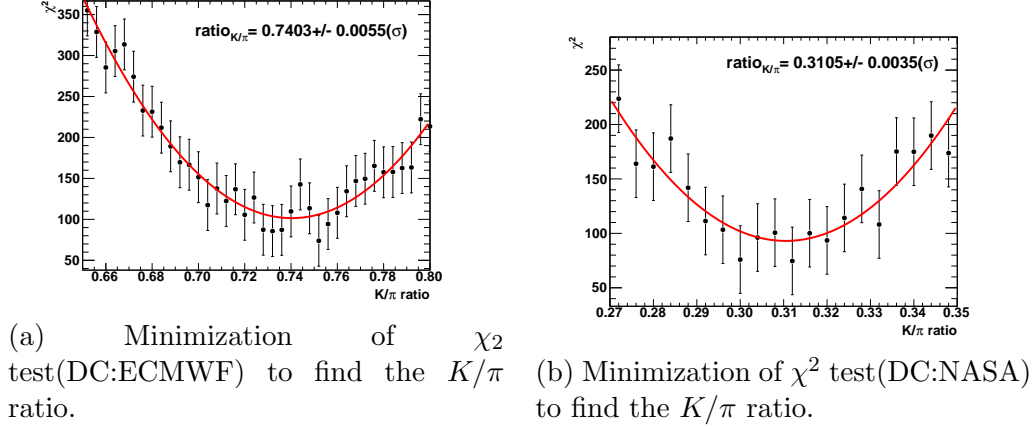 χ²
350
300
250
200
150
100
50
ratio_K/π = 0.7403+/- 0.0055(σ)
0.66 0.68 0.70 0.72 0.74 0.76 0.78 0.80
K/π ratio
(a) Minimization of χ₂
test(DC:ECMWF) to find the K/π
ratio.
χ²
250
200
150
100
50
ratio_K/π = 0.3105+/- 0.0035(σ)
0.27 0.28 0.29 0.30 0.31 0.32 0.33 0.34 0.35
K/π ratio
(b) Minimization of χ² test(DC:NASA)
to find the K/π ratio.